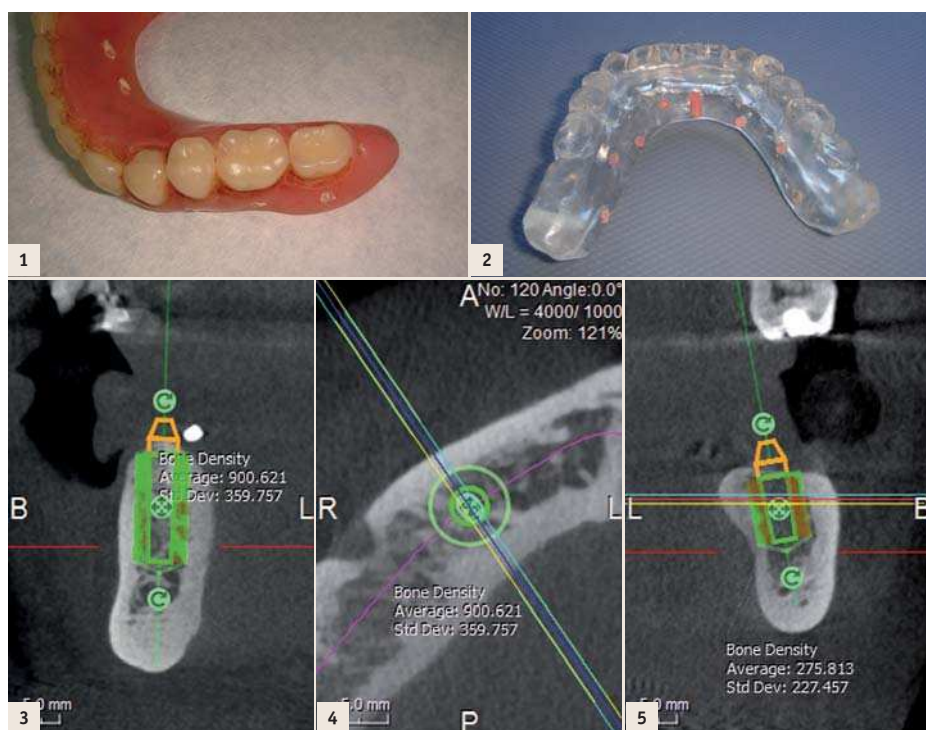 1
2
Bone Density
Average: 900.621
Std Dev: 359.757
B
L
5.0 mm
3
A
No: 120 Angle:0.0°
W/L = 4000/ 1000
Zoom: 121%
R
L
Bone Density
Average: 900.621
Std Dev: 359.757
5.0 mm
P
4
L
B
Bone Density
Average: 275.813
Std Dev: 227.457
5.0 mm
5